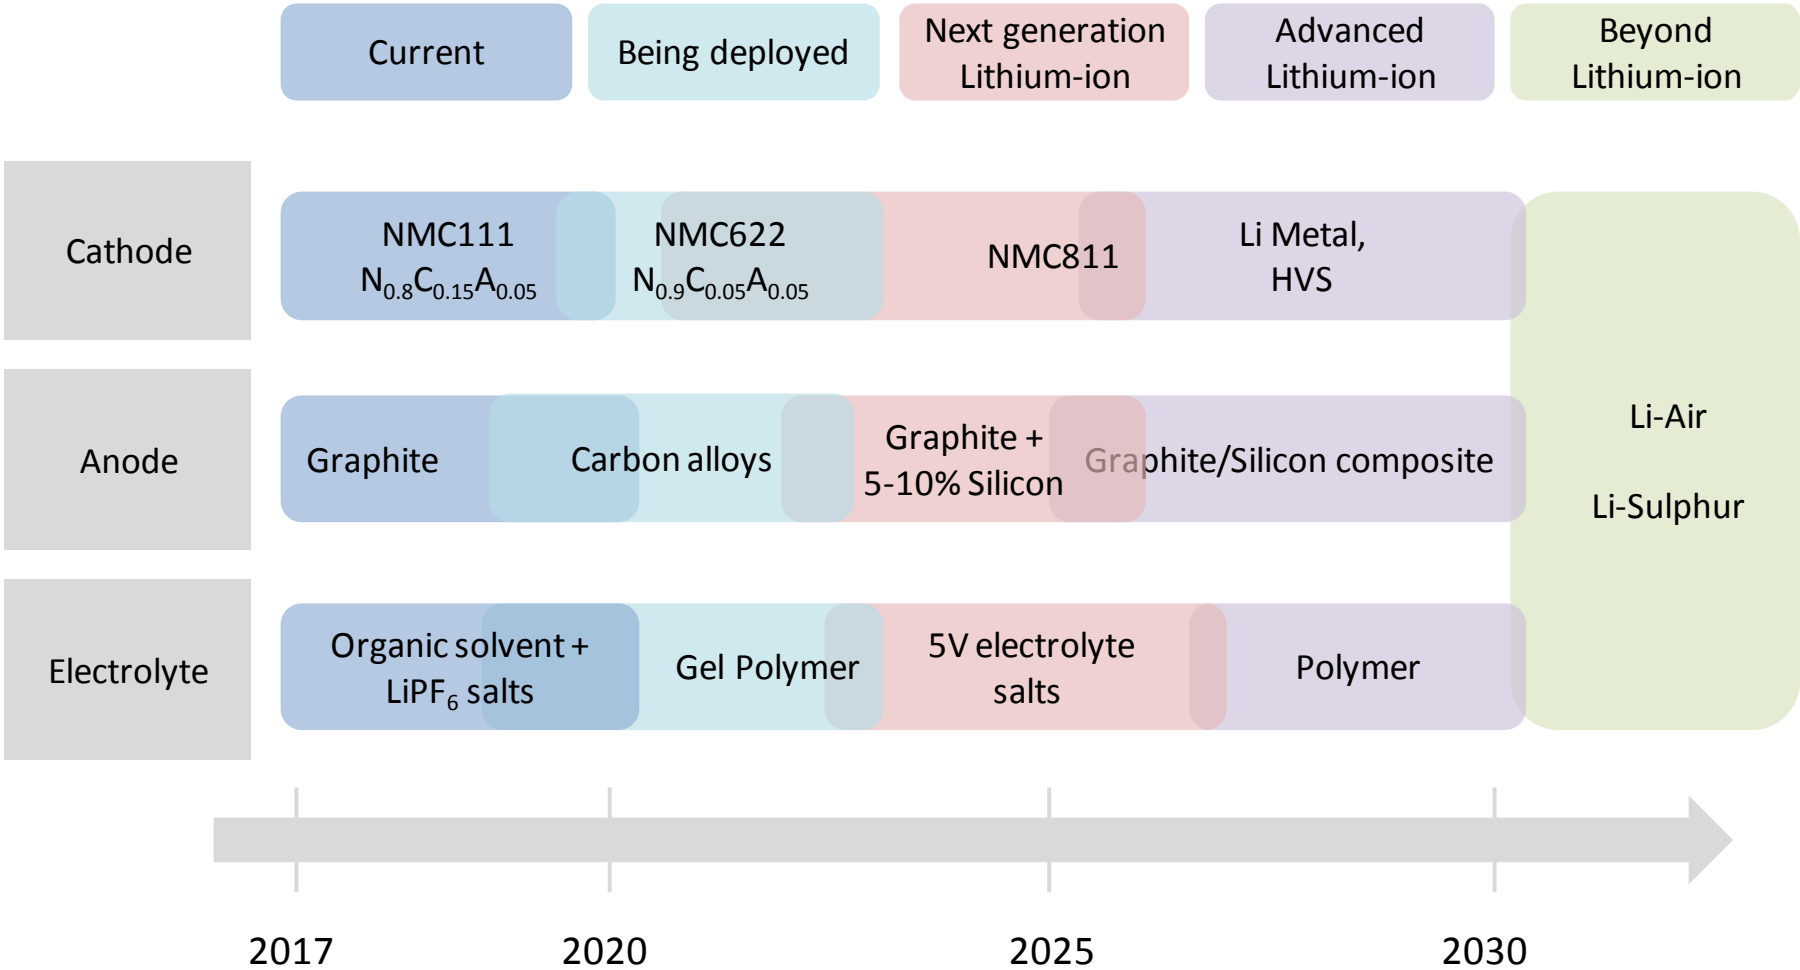 Current
Being deployed
Next generation
Lithium-ion
Advanced
Lithium-ion
Beyond
Lithium-ion
Cathode
NMC111
N₀.₈C₀.₁₅A₀.₀₅
NMC622
N₀.₉C₀.₀₅A₀.₀₅
NMC811
Li Metal,
HVS
Anode
Graphite
Carbon alloys
Graphite +
5-10% Silicon
Graphite/Silicon composite
Li-Air
Li-Sulphur
Electrolyte
Organic solvent +
LiPF₆ salts
Gel Polymer
5V electrolyte
salts
Polymer
2017
2020
2025
2030